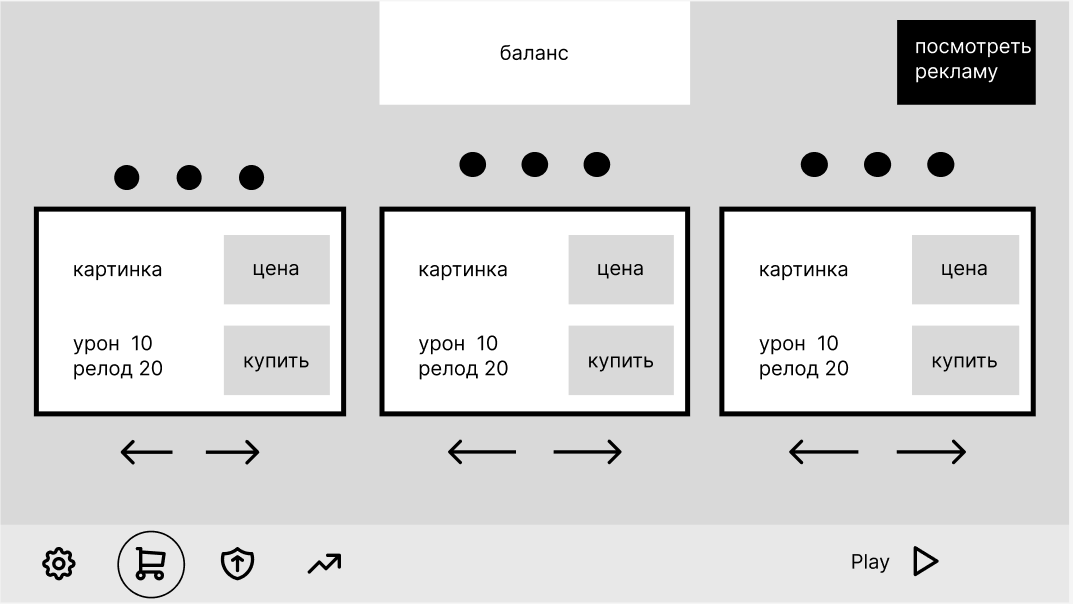 баланс
посмотреть
рекламу
картинка
цена
урон 10
релод 20
купить
картинка
цена
урон 10
релод 20
купить
картинка
цена
урон 10
релод 20
купить
Play